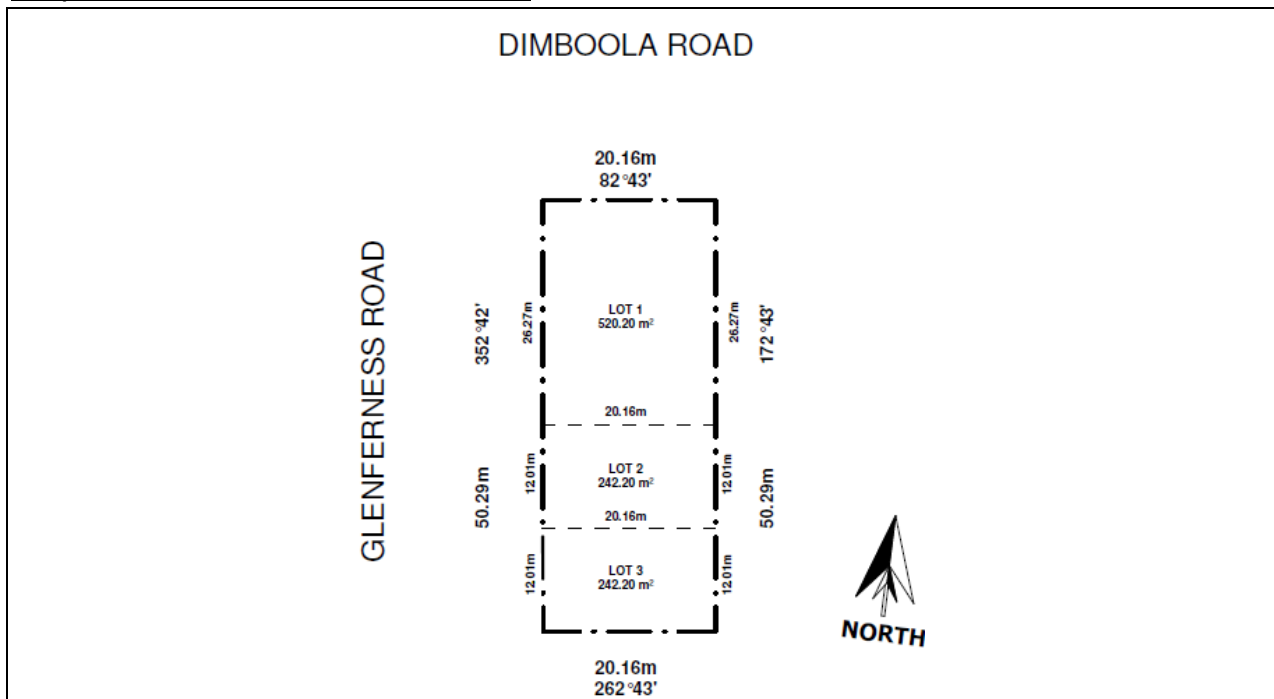 DIMBOOLA ROAD
20.16m
82°43'
GLENFERNESS ROAD
352°42'
26.27m
LOT 1
520.20 m²
26.27m
172°43'
20.16m
50.29m
12.01m
LOT 2
242.20 m²
12.01m
50.29m
20.16m
12.01m
LOT 3
242.20 m²
12.01m
NORTH
20.16m
262°43'